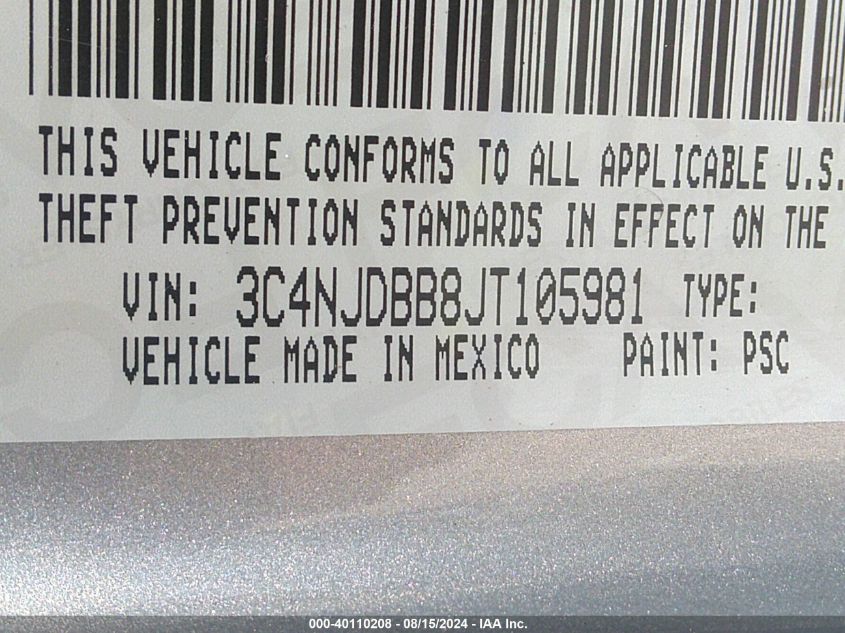 THIS VEHICLE CONFORMS TO ALL APPLICABLE U.S.
THEFT PREVENTION STANDARDS IN EFFECT ON THE
VIN: 3C4NJDBB8JT105981 TYPE:
VEHICLE MADE IN MEXICO PAINT: PSC
000-40110208 - 08/15/2024 - IAA Inc.